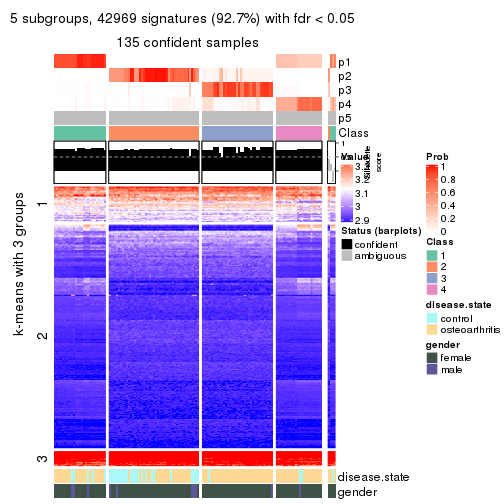 5 subgroups, 42969 signatures (92.7%) with fdr < 0.05
135 confident samples
p1
p2
p3
p4
p5
Class
1
Silhouette
score
Value
3.3
3.2
3.1
3
2.9
Status (barplots)
confident
ambiguous
Prob
1
0.8
0.6
0.4
0.2
0
Class
1
2
3
4
disease.state
control
osteoarthritis
gender
female
male
k-means with 3 groups
1
2
3
disease.state
gender